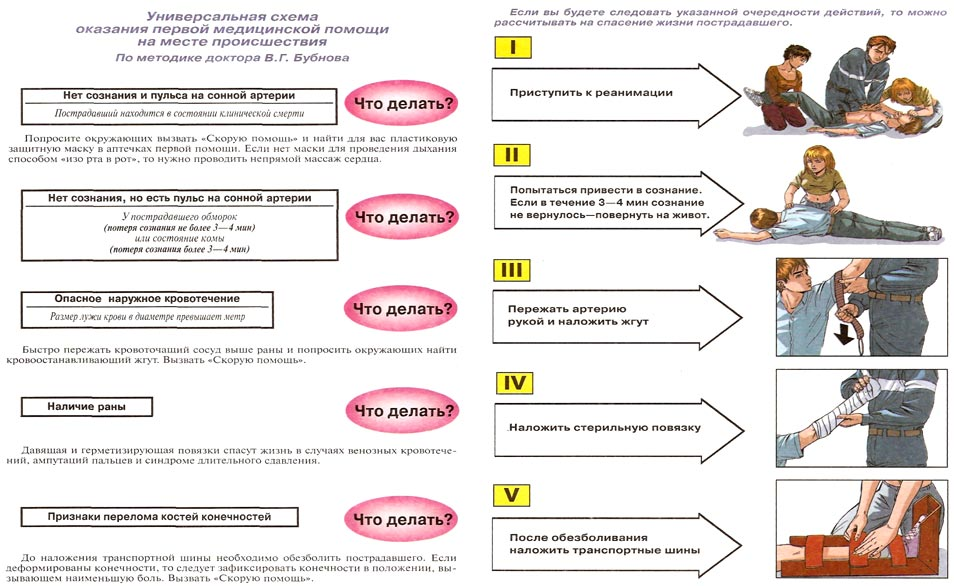 Универсальная схема
оказания первой медицинской помощи
на месте происшествия
По методике доктора В.Г. Бубнова
Нет сознания и пульса на сонной артерии
Пострадавший находится в состоянии клинической смерти
Что делать?
Попросите окружающих вызвать «Скорую помощь» и найти для вас пластиковую
защитную маску в аптечках первой помощи. Если нет маски для проведения дыхания
способом «изо рта в рот», то нужно проводить непрямой массаж сердца.
Нет сознания, но есть пульс на сонной артерии
У пострадавшего обморок
(потеря сознания не более 3—4 мин)
или состояние комы
(потеря сознания более 3—4 мин)
Что делать?
Опасное наружное кровотечение
Размер лужи крови в диаметре превышает метр
Что делать?
Быстро пережать кровоточащий сосуд выше раны и попросить окружающих найти
кровоостанавливающий жгут. Вызвать «Скорую помощь».
Наличие раны
Что делать?
Давящая и герметизирующая повязки спасут жизнь в случаях венозных кровотече-
ний, ампутаций пальцев и синдроме длительного сдавления.
Признаки перелома костей конечностей
Что делать?
До наложения транспортной шины необходимо обезболить пострадавшего. Если
деформированы конечности, то следует зафиксировать конечности в положении, вы-
зывающем наименьшую боль. Вызвать «Скорую помощь».
Если вы будете следовать указанной очередности действий, то можно
рассчитывать на спасение жизни пострадавшего.
I
Приступить к реанимации
II
Попытаться привести в сознание.
Если в течение 3—4 мин сознание
не вернулось—повернуть на живот.
III
Пережать артерию
рукой и наложить жгут
IV
Наложить стерильную повязку
V
После обезболивания
наложить транспортные шины